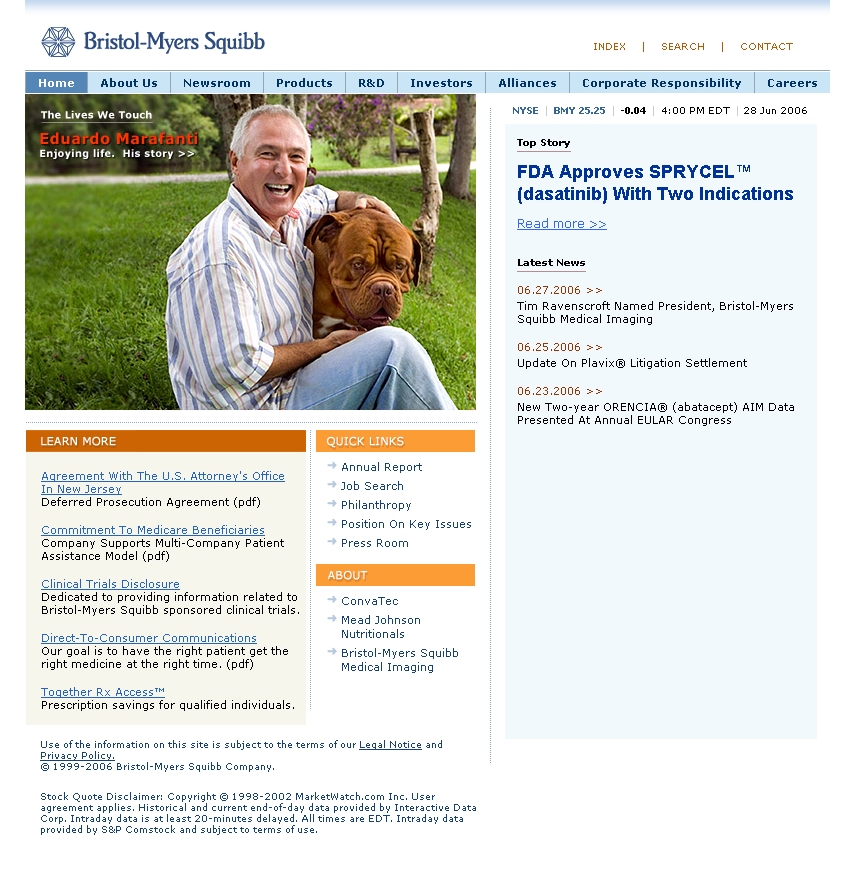 Bristol-Myers Squibb
INDEX | SEARCH | CONTACT
Home About Us Newsroom Products R&D Investors Alliances Corporate Responsibility Careers
The Lives We Touch
Eduardo Marafanti
Enjoying life. His story >>
NYSE | BMY 25.25 | -0.04 | 4:00 PM EDT | 28 Jun 2006
Top Story
FDA Approves SPRYCEL™
(dasatinib) With Two Indications
Read more >>
Latest News
06.27.2006 >>
Tim Ravenscroft Named President, Bristol-Myers
Squibb Medical Imaging
06.25.2006 >>
Update On Plavix® Litigation Settlement
06.23.2006 >>
New Two-year ORENCIA® (abatacept) AIM Data
Presented At Annual EULAR Congress
LEARN MORE
Agreement With The U.S. Attorney's Office
In New Jersey
Deferred Prosecution Agreement (pdf)
Commitment To Medicare Beneficiaries
Company Supports Multi-Company Patient
Assistance Model (pdf)
Clinical Trials Disclosure
Dedicated to providing information related to
Bristol-Myers Squibb sponsored clinical trials.
Direct-To-Consumer Communications
Our goal is to have the right patient get the
right medicine at the right time. (pdf)
Together Rx Access™
Prescription savings for qualified individuals.
QUICK LINKS
Annual Report
Job Search
Philanthropy
Position On Key Issues
Press Room
ABOUT
ConvaTec
Mead Johnson
Nutritionals
Bristol-Myers Squibb
Medical Imaging
Use of the information on this site is subject to the terms of our Legal Notice and
Privacy Policy.
© 1999-2006 Bristol-Myers Squibb Company.
Stock Quote Disclaimer: Copyright © 1998-2002 MarketWatch.com Inc. User
agreement applies. Historical and current end-of-day data provided by Interactive Data
Corp. Intraday data is at least 20-minutes delayed. All times are EDT. Intraday data
provided by S&P Comstock and subject to terms of use.